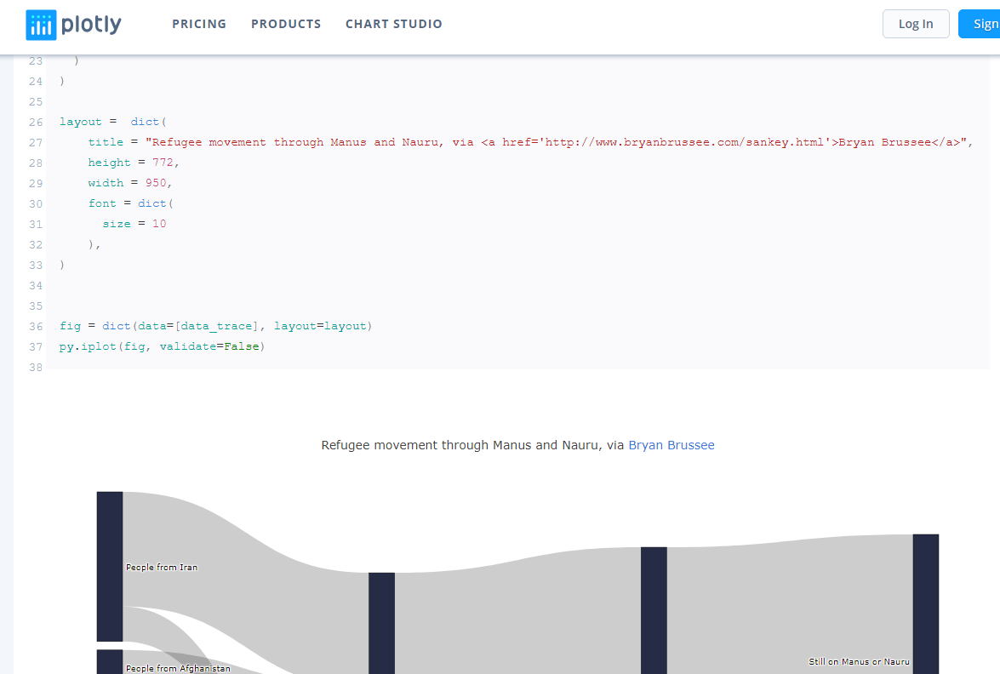 plotly PRICING PRODUCTS CHART STUDIO Log In Sign
23 )
24 )
25
26 layout =  dict(
27 title = "Refugee movement through Manus and Nauru, via <a href='http://www.bryanbrussee.com/sankey.html'>Bryan Brussee</a>",
28 height = 772,
29 width = 950,
30 font = dict(
31 size = 10
32 ),
33 )
34
35
36 fig = dict(data=[data_trace], layout=layout)
37 py.iplot(fig, validate=False)
38
Refugee movement through Manus and Nauru, via Bryan Brussee
People from Iran
Still on Manus or Nauru
People from Afghanistan